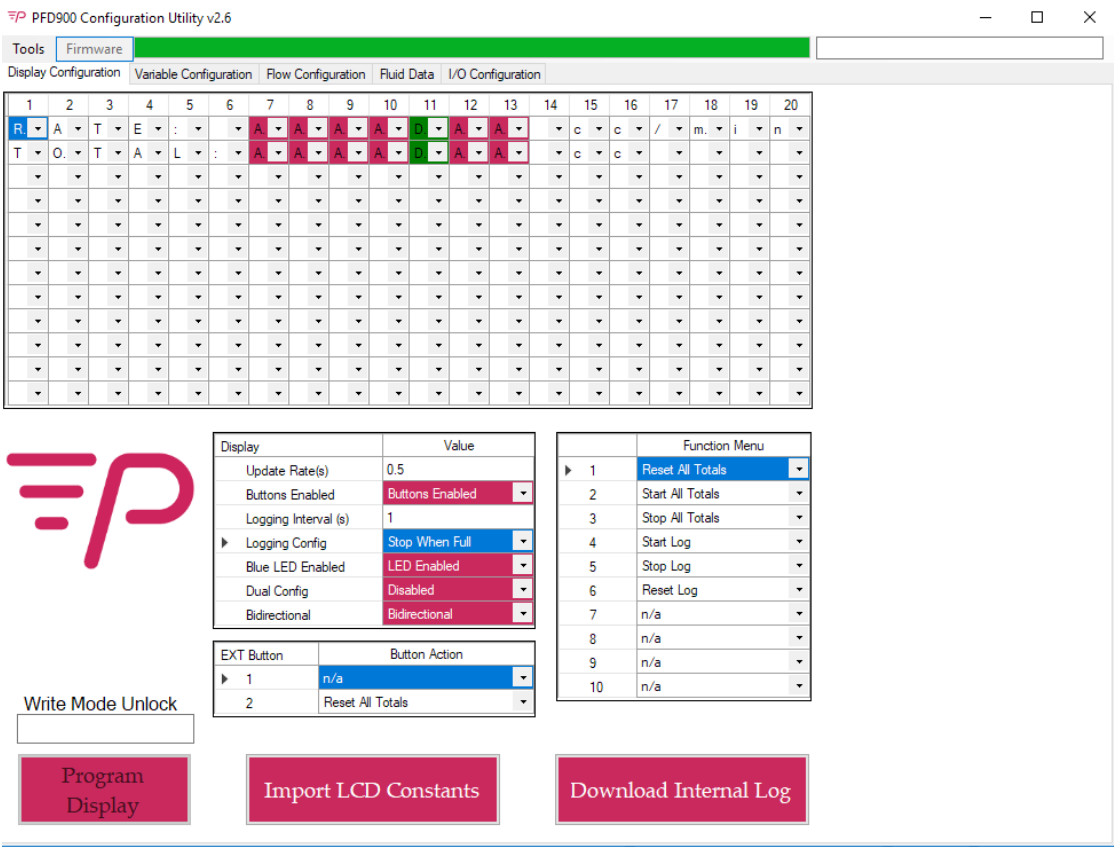 PFD900 Configuration Utility v2.6
Tools Firmware
Display Configuration Variable Configuration Flow Configuration Fluid Data I/O Configuration
1 2 3 4 5 6 7 8 9 10 11 12 13 14 15 16 17 18 19 20
R. A T E : A. A. A. A. D. A. A. c c / m. i n
T O. T A L : A. A. A. A. D. A. A. c c
Display Value
Update Rate(s) 0.5
Buttons Enabled Buttons Enabled
Logging Interval (s) 1
Logging Config Stop When Full
Blue LED Enabled LED Enabled
Dual Config Disabled
Bidirectional Bidirectional
EXT Button Button Action
1 n/a
2 Reset All Totals
Function Menu
1 Reset All Totals
2 Start All Totals
3 Stop All Totals
4 Start Log
5 Stop Log
6 Reset Log
7 n/a
8 n/a
9 n/a
10 n/a
Write Mode Unlock
Program
Display
Import LCD Constants
Download Internal Log